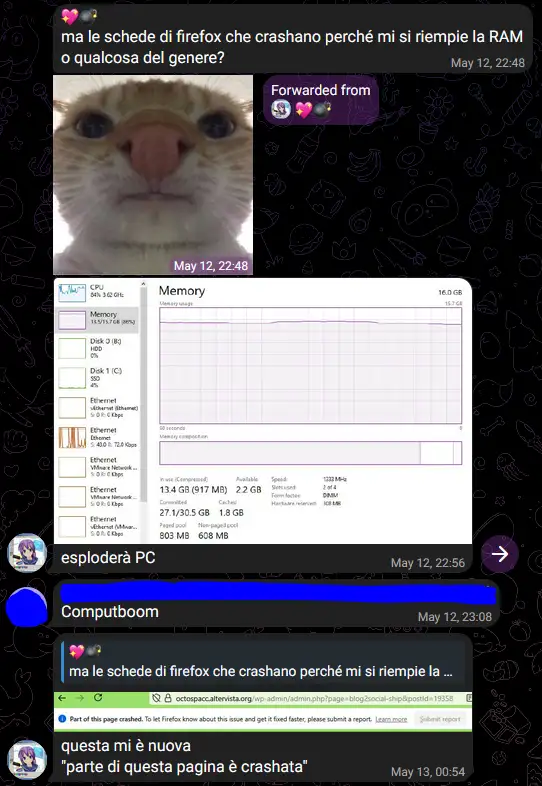 💖💣
ma le schede di firefox che crashano perché mi si riempie la RAM
o qualcosa del genere?
May 12, 22:48
Forwarded from
💖💣
May 12, 22:48
CPU
84% 3.62 GHz
Memory
13.5/15.7 GB (86%)
Disk 0 (B:)
HDD
0%
Disk 1 (C:)
SSD
4%
Ethernet
vEthernet (Ethernet)
S: 0 R: 0 Kbps
Ethernet
Ethernet
S: 40.0 R: 72.0 Kbps
Ethernet
VMware Network ...
S: 0 R: 0 Kbps
Ethernet
VMware Network ...
S: 0 R: 0 Kbps
Ethernet
vEthernet (Default ...
S: 0 R: 0 Kbps
Memory
16.0 GB
Memory usage
15.7 GB
60 seconds
0
Memory composition
In use (Compressed)
Available
13.4 GB (917 MB)
2.2 GB
Committed
Cached
27.1/30.5 GB
1.8 GB
Paged pool
Non-paged pool
803 MB
608 MB
Speed:
1333 MHz
Slots used:
2 of 4
Form factor:
DIMM
Hardware reserved:
308 MB
esploderà PC
May 12, 22:56
Computboom
May 12, 23:08
💖💣
ma le schede di firefox che crashano perché mi si riempie la ...
octospacc.altervista.org/wp-admin/admin.php?page=blog2social-ship&postId=19358
Part of this page crashed. To let Firefox know about this issue and get it fixed faster, please submit a report. Learn more
Submit report
questa mi è nuova
"parte di questa pagina è crashata"
May 13, 00:54